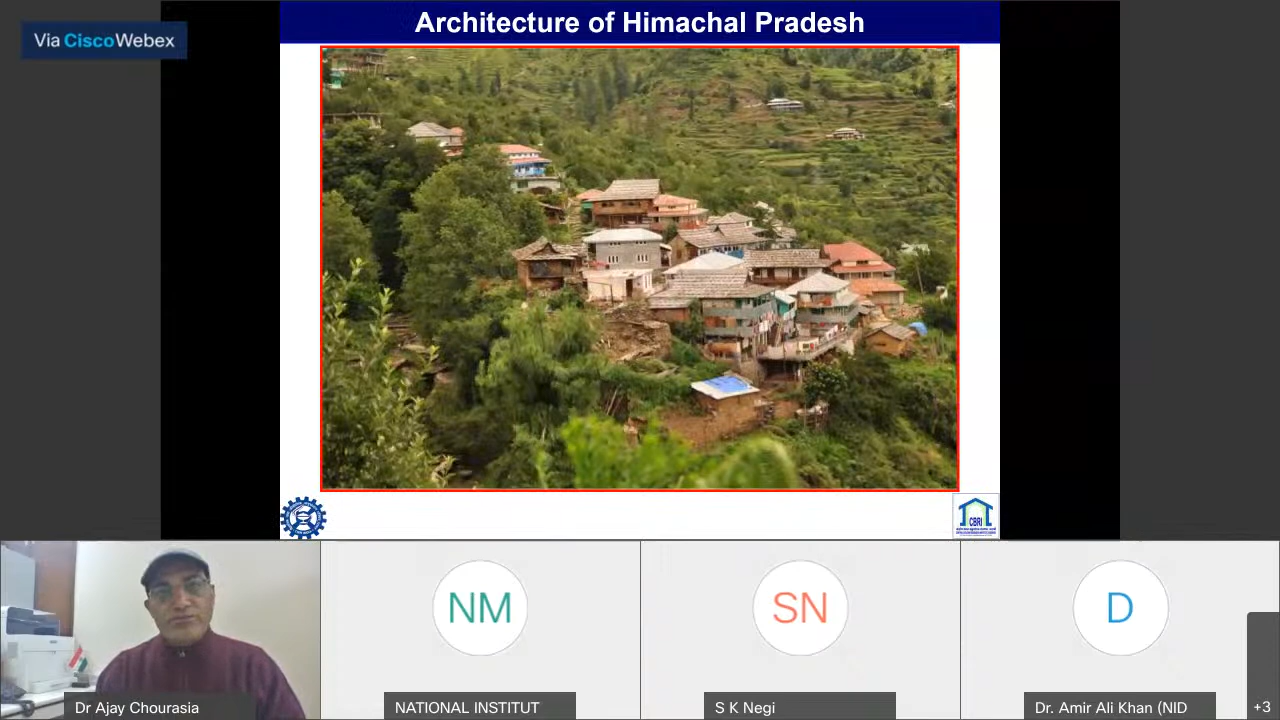 Architecture of Himachal Pradesh
Via CiscoWebex
CBRI
NM
SN
D
Dr Ajay Chourasia
NATIONAL INSTITUT
S K Negi
Dr. Amir Ali Khan (NID
+3